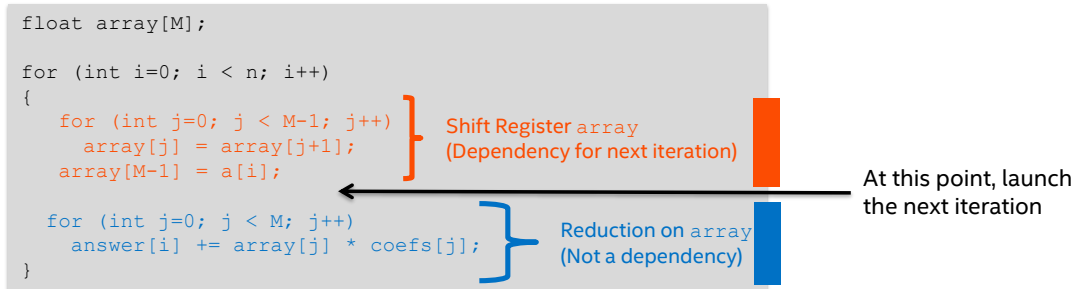 float array[M];
for (int i=0; i < n; i++)
{
for (int j=0; j < M-1; j++)
array[j] = array[j+1];
array[M-1] = a[i];
Shift Register array
(Dependency for next iteration)
At this point, launch
the next iteration
for (int j=0; j < M; j++)
answer[i] += array[j] * coefs[j];
}
Reduction on array
(Not a dependency)